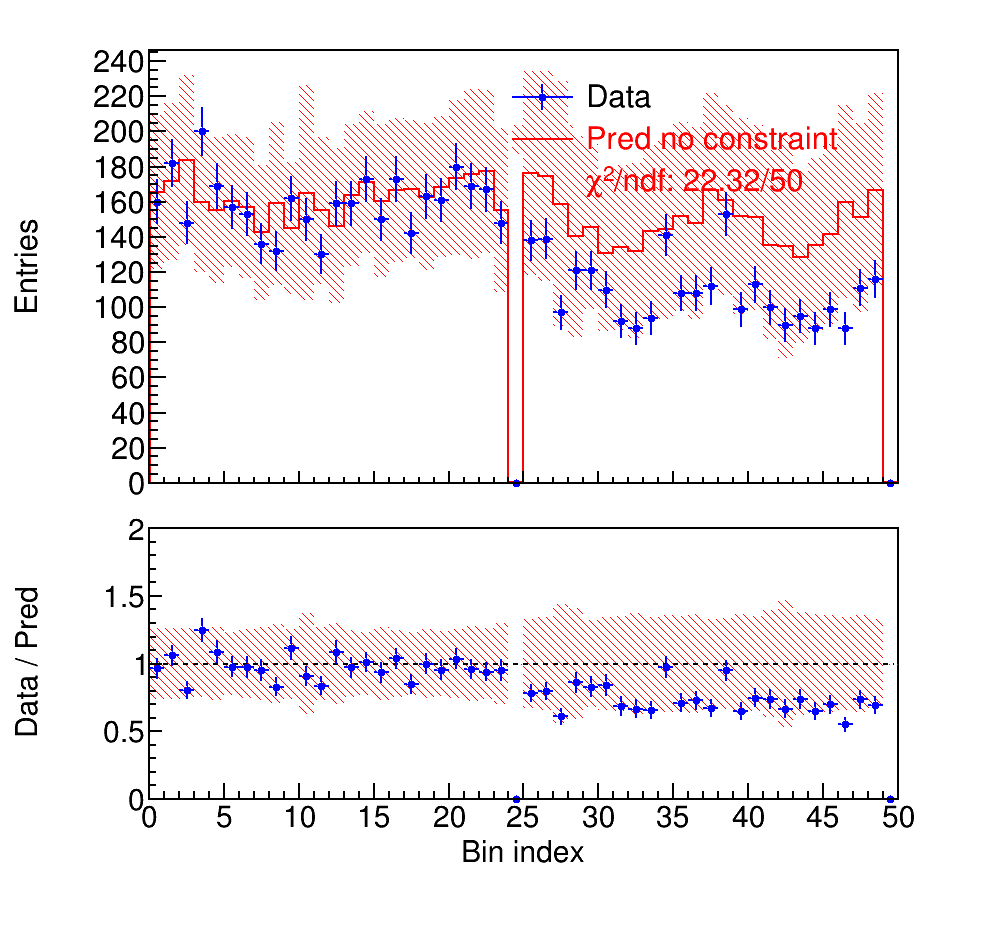 240
220
200
180
160
140
120
100
80
60
40
20
0
Entries
Data
Pred no constraint
χ²/ndf: 22.32/50
2
1.5
1
0.5
0
Data / Pred
0 5 10 15 20 25 30 35 40 45 50
Bin index